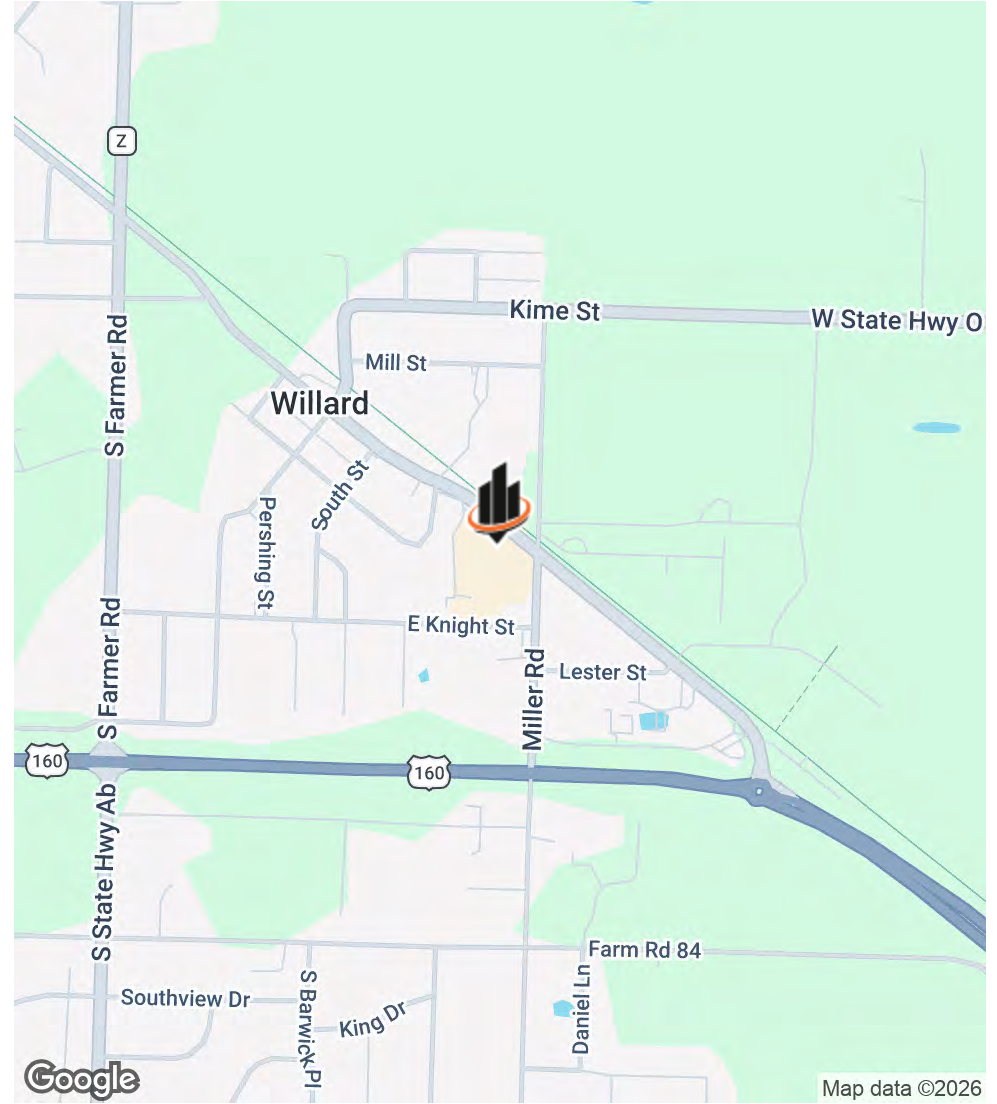 Z
Kime St
W State Hwy O
S Farmer Rd
Mill St
Willard
South St
Pershing St
S Farmer Rd
E Knight St
Miller Rd
Lester St
160
160
S State Hwy Ab
Farm Rd 84
Southview Dr
S Barwick Pl
King Dr
Daniel Ln
Google
Map data ©2026